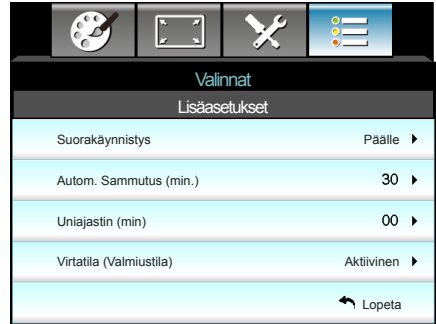 Valinnat
Lisäasetukset
Suorakäynnistys Päälle
Autom. Sammutus (min.) 30
Uniajastin (min) 00
Virtatila (Valmiustila) Aktiivinen
Lopeta